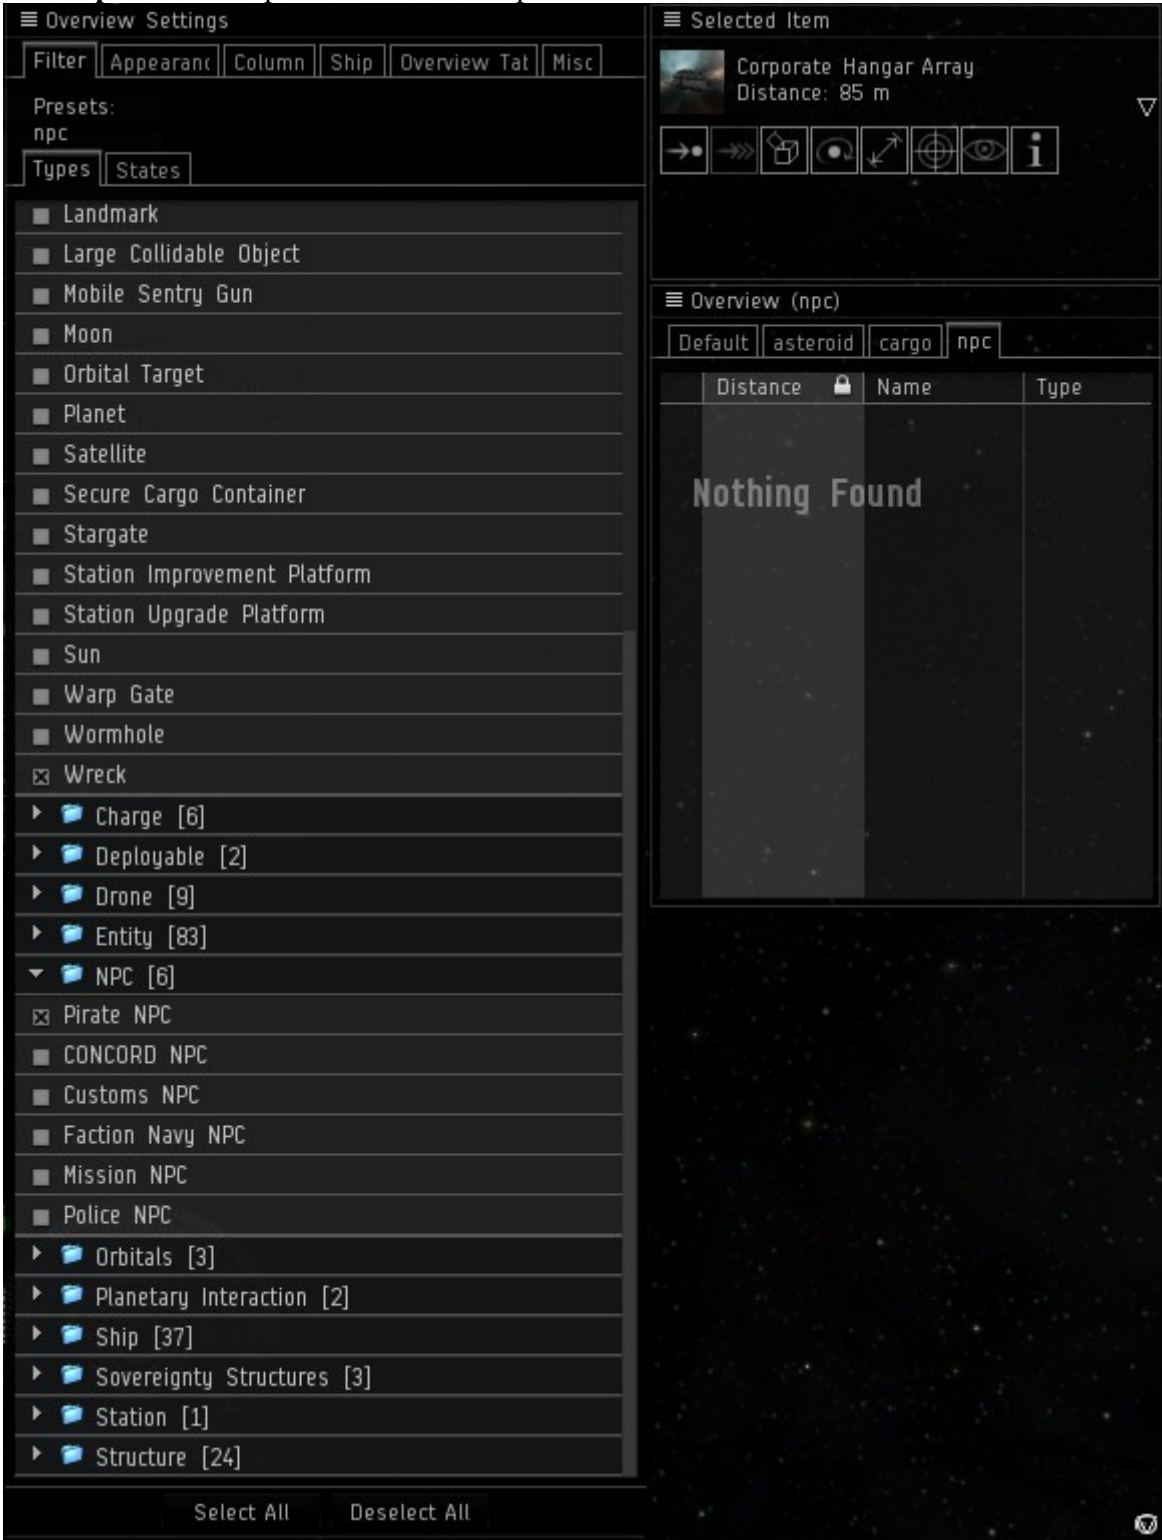 Overview Settings
Filter Appearanc Column Ship Overview Tab Misc
Presets:
npc
Types States
Landmark
Large Collidable Object
Mobile Sentry Gun
Moon
Orbital Target
Planet
Satellite
Secure Cargo Container
Stargate
Station Improvement Platform
Station Upgrade Platform
Sun
Warp Gate
Wormhole
Wreck
Charge [6]
Deployable [2]
Drone [9]
Entity [83]
NPC [6]
Pirate NPC
CONCORD NPC
Customs NPC
Faction Navy NPC
Mission NPC
Police NPC
Orbitals [3]
Planetary Interaction [2]
Ship [37]
Sovereignty Structures [3]
Station [1]
Structure [24]
Select All Deselect All
Selected Item
Corporate Hangar Array
Distance: 85 m
Overview (npc)
Default asteroid cargo npc
Distance Name Type
Nothing Found